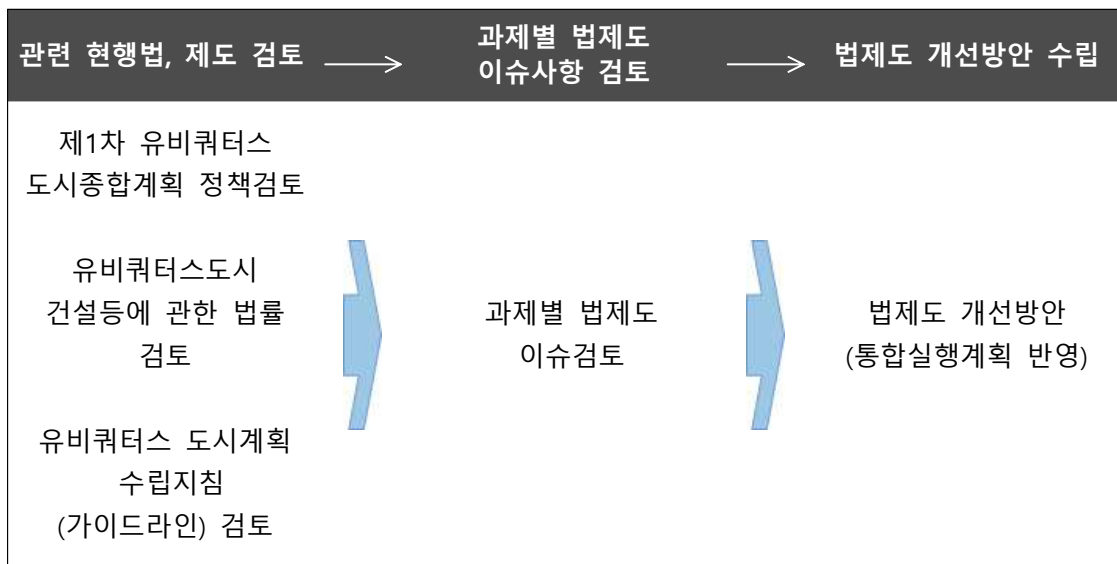 관련 현행법, 제도 검토
과제별 법제도
이슈사항 검토
법제도 개선방안 수립
제1차 유비쿼터스
도시종합계획 정책검토
유비쿼터스도시
건설등에 관한 법률
검토
유비쿼터스 도시계획
수립지침
(가이드라인) 검토
과제별 법제도
이슈검토
법제도 개선방안
(통합실행계획 반영)